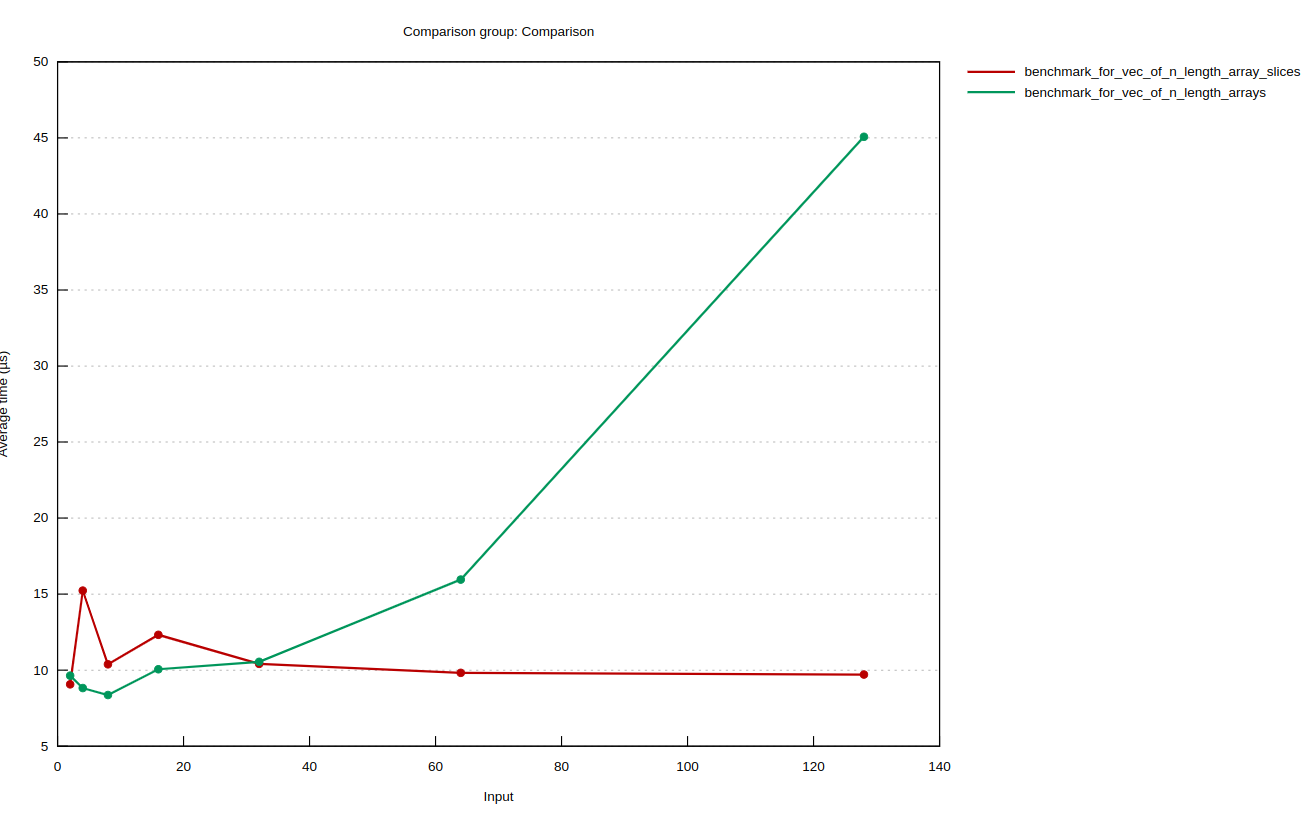 Comparison group: Comparison
benchmark_for_vec_of_n_length_array_slices
benchmark_for_vec_of_n_length_arrays
Average time (µs)
50
45
40
35
30
25
20
15
10
5
0 20 40 60 80 100 120 140
Input